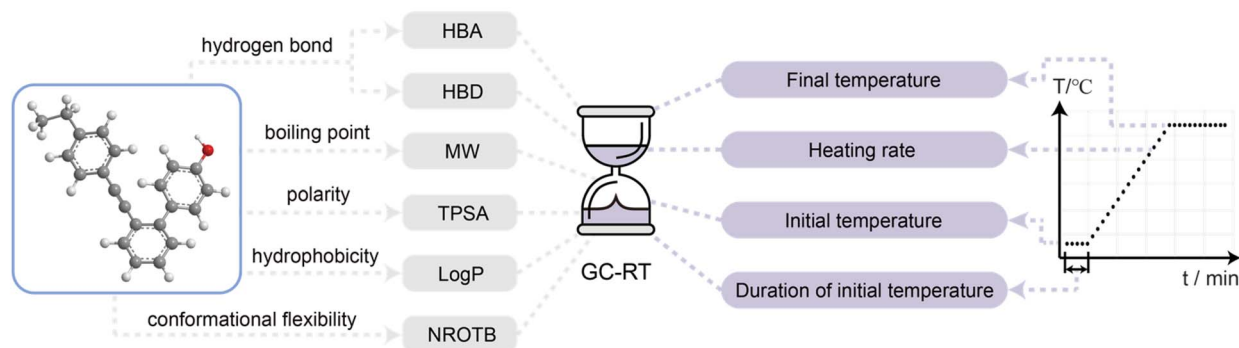 hydrogen bond
boiling point
polarity
hydrophobicity
conformational flexibility
HBA
HBD
MW
TPSA
LogP
NROTB
GC-RT
Final temperature
Heating rate
Initial temperature
Duration of initial temperature
T/℃
t / min